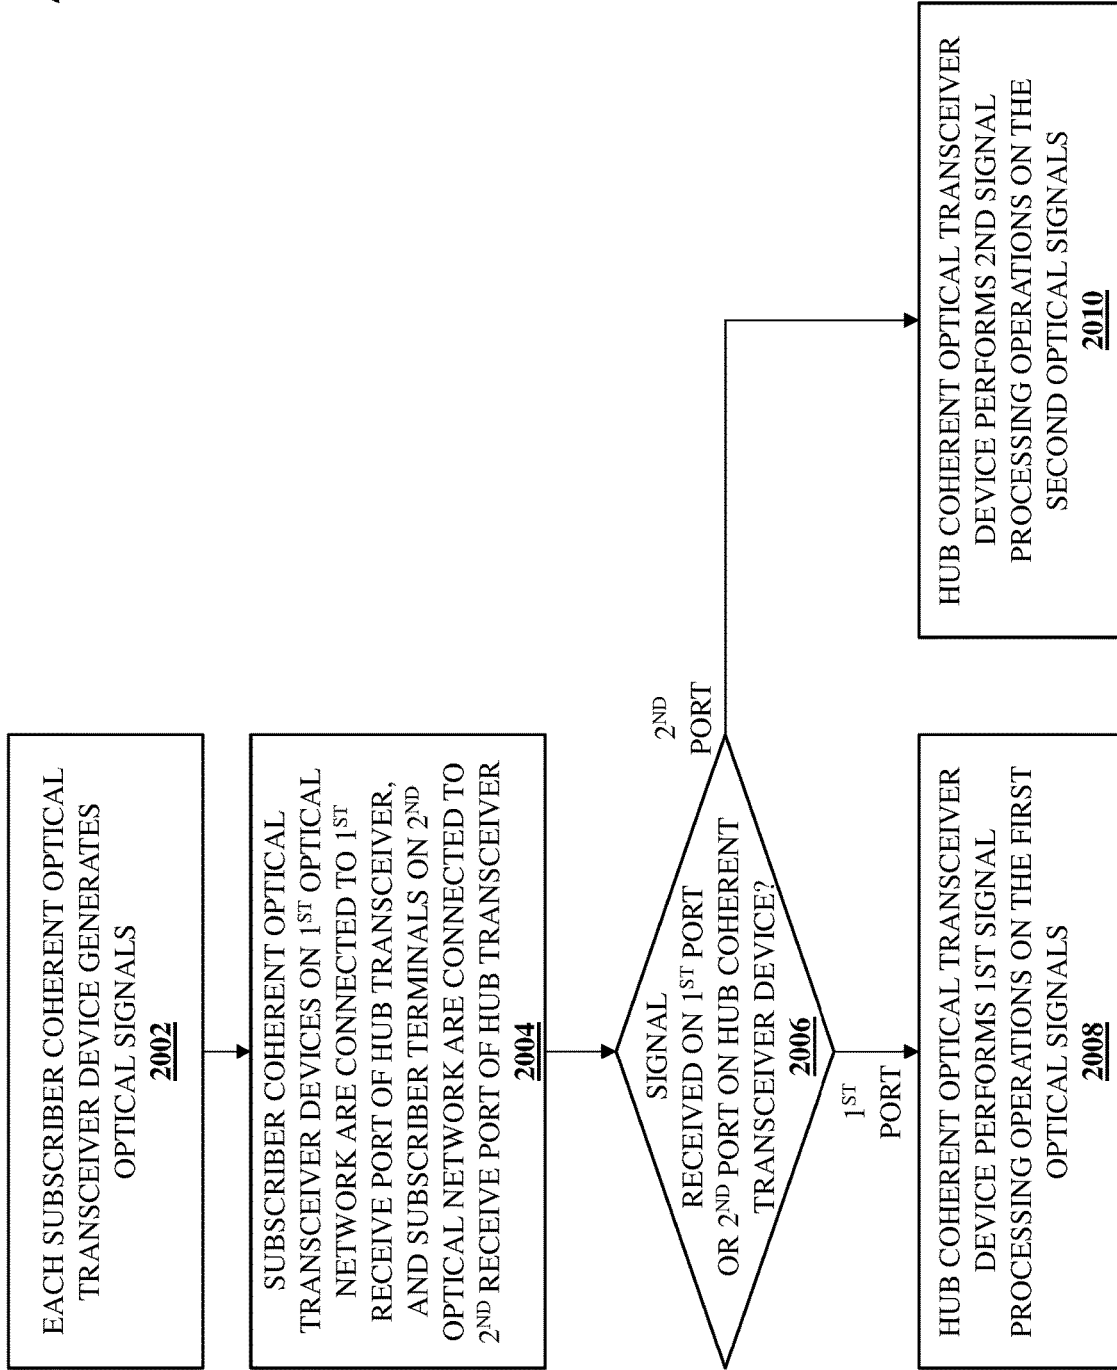 EACH SUBSCRIBER COHERENT OPTICAL
TRANSCEIVER DEVICE GENERATES
OPTICAL SIGNALS
2002
SUBSCRIBER COHERENT OPTICAL
TRANSCEIVER DEVICES ON 1ST OPTICAL
NETWORK ARE CONNECTED TO 1ST
RECEIVE PORT OF HUB TRANSCEIVER,
AND SUBSCRIBER TERMINALS ON 2ND
OPTICAL NETWORK ARE CONNECTED TO
2ND RECEIVE PORT OF HUB TRANSCEIVER
2004
SIGNAL
RECEIVED ON 1ST PORT
OR 2ND PORT ON HUB COHERENT
TRANSCEIVER DEVICE?
2006
1ST
PORT
2ND
PORT
HUB COHERENT OPTICAL TRANSCEIVER
DEVICE PERFORMS 1ST SIGNAL
PROCESSING OPERATIONS ON THE FIRST
OPTICAL SIGNALS
2008
HUB COHERENT OPTICAL TRANSCEIVER
DEVICE PERFORMS 2ND SIGNAL
PROCESSING OPERATIONS ON THE
SECOND OPTICAL SIGNALS
2010